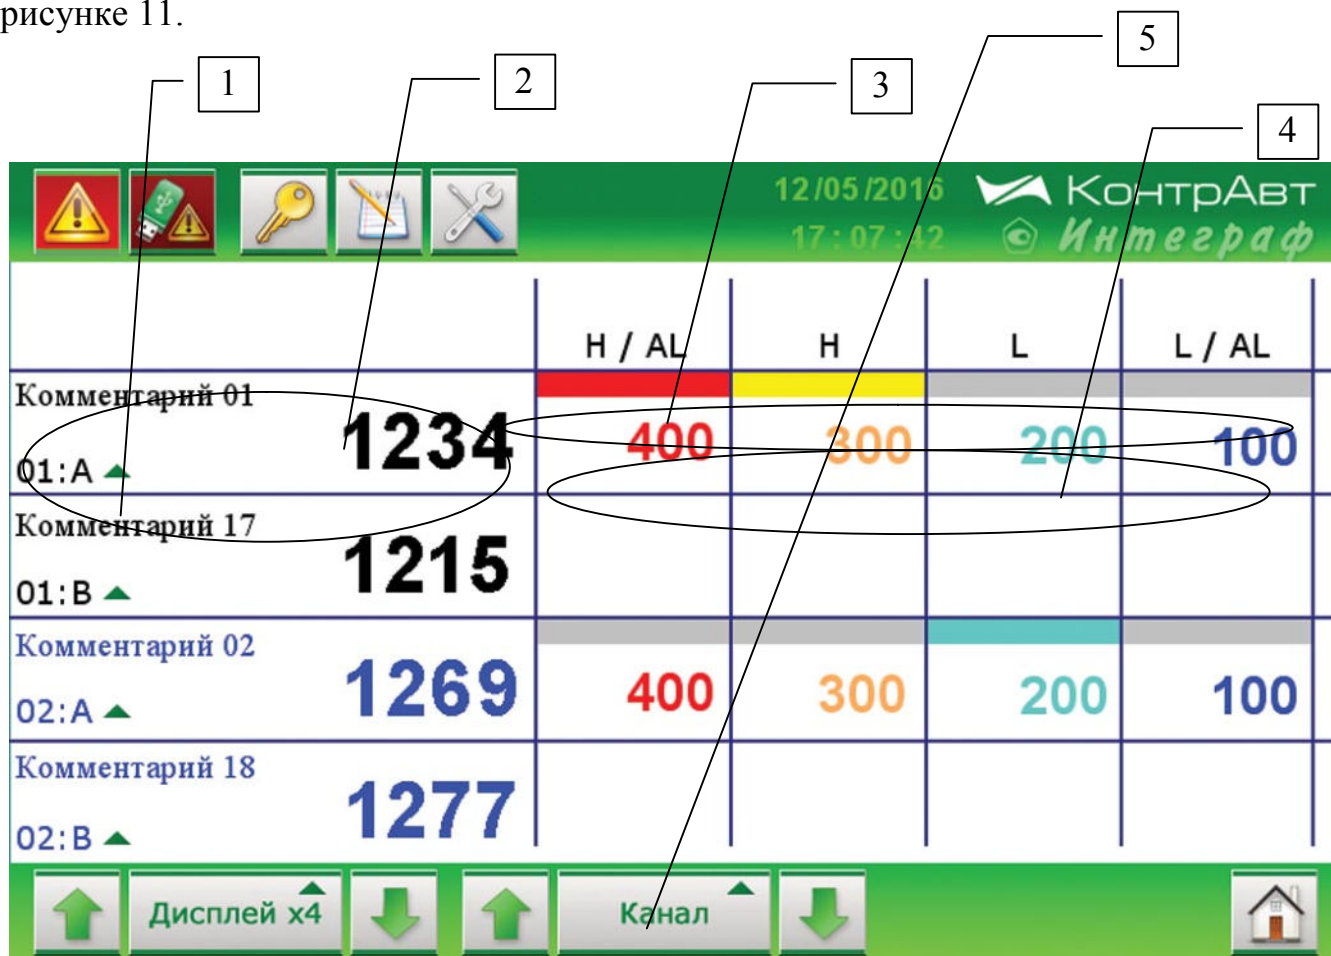 рисунке 11.
5
1
2
3
4
12/05/2016
КонтрАвт
17:07:42
Интеграф
H / AL
H
L
L / AL
Комментарий 01
1234
400
300
200
100
01:A
Комментарий 17
1215
01:B
Комментарий 02
1269
400
300
200
100
02:A
Комментарий 18
1277
02:B
Дисплей x4
Канал